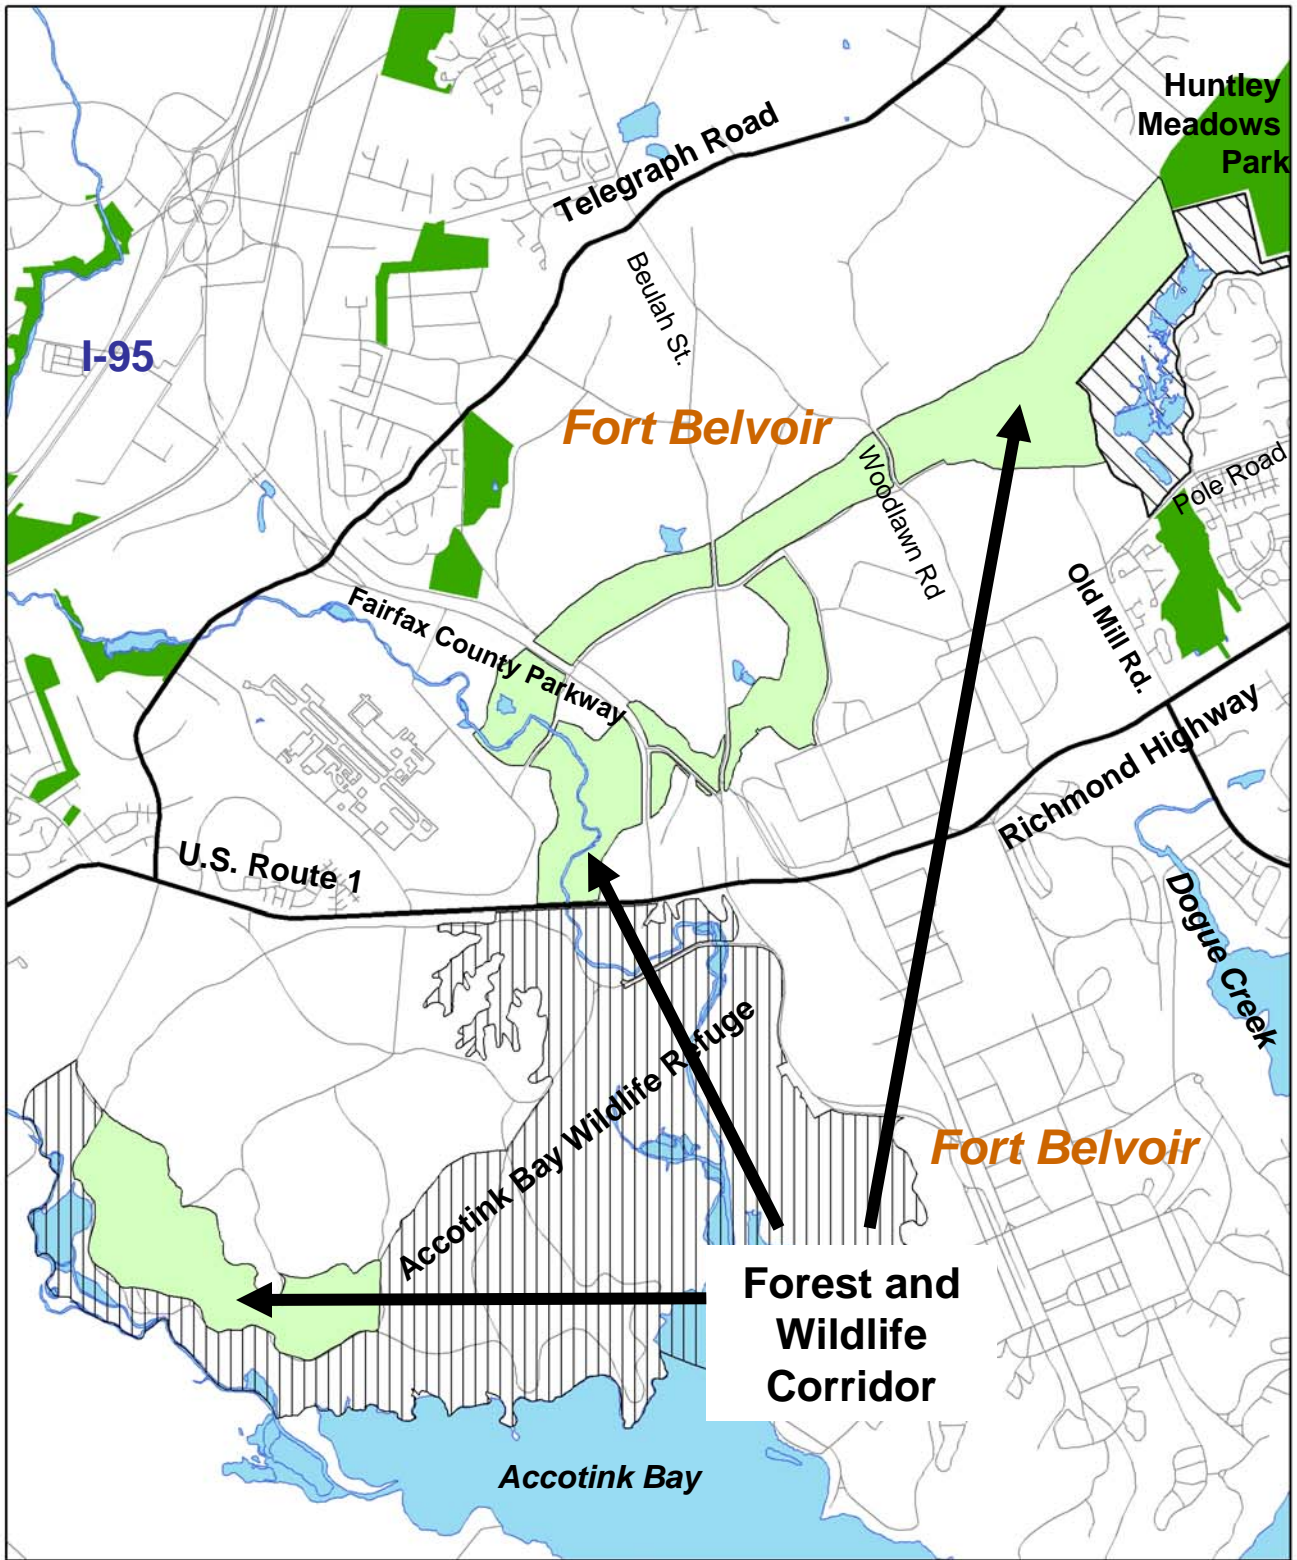 Huntley
Meadows
Park
Telegraph Road
Beulah St.
I-95
Fort Belvoir
Woodlawn Rd
Pole Road
Old Mill Rd.
Fairfax County Parkway
Richmond Highway
U.S. Route 1
Dogue Creek
Accotink Bay Wildlife Refuge
Fort Belvoir
Forest and
Wildlife
Corridor
Accotink Bay